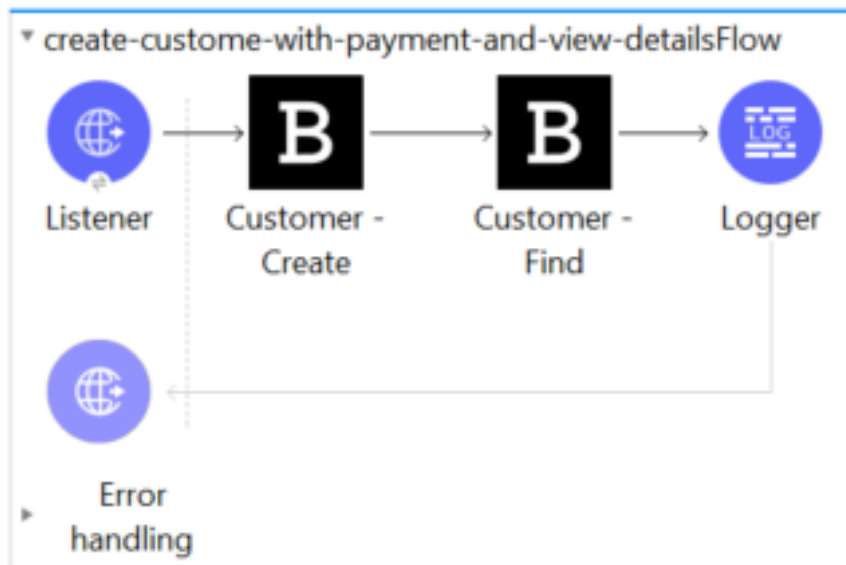 create-custome-with-payment-and-view-detailsFlow
B
B
LOG
Listener
Customer -
Create
Customer -
Find
Logger
Error
handling